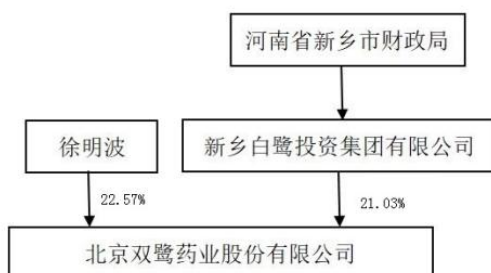 河南省新乡市财政局
徐明波
新乡白鹭投资集团有限公司
22.57%
21.03%
北京双鹭药业股份有限公司